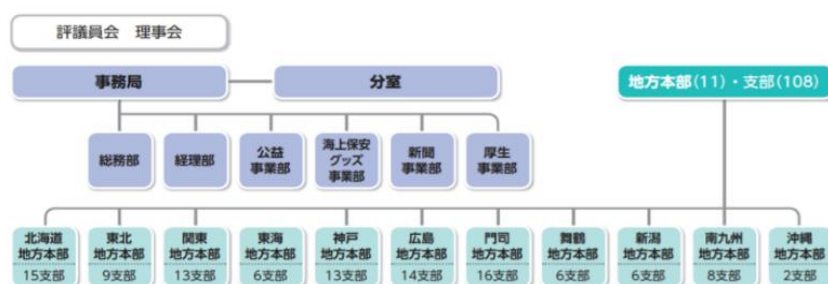 評議員会　理事会
事務局
分室
地方本部(11)・支部(108)
総務部
経理部
公益
事業部
海上保安
グッズ
事業部
新聞
事業部
厚生
事業部
北海道
地方本部
15支部
東北
地方本部
9支部
関東
地方本部
13支部
東海
地方本部
6支部
神戸
地方本部
13支部
広島
地方本部
14支部
門司
地方本部
16支部
舞鶴
地方本部
6支部
新潟
地方本部
6支部
南九州
地方本部
8支部
沖縄
地方本部
2支部